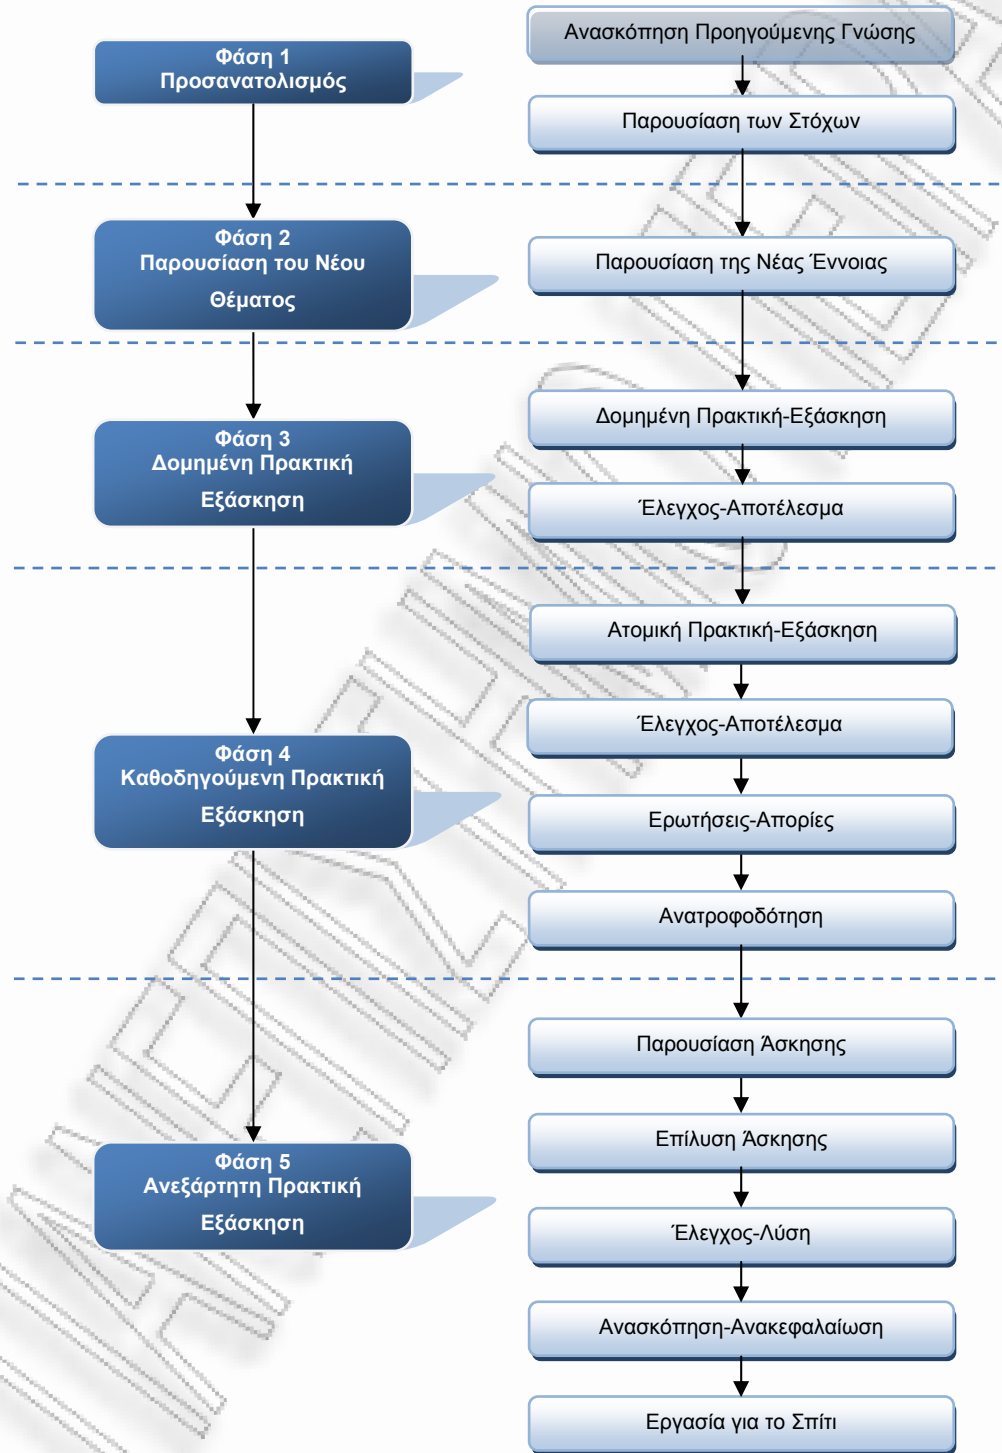 Φάση 1
Προσανατολισμός
Ανασκόπηση Προηγούμενης Γνώσης
Παρουσίαση των Στόχων
Φάση 2
Παρουσίαση του Νέου
Θέματος
Παρουσίαση της Νέας Έννοιας
Φάση 3
Δομημένη Πρακτική
Εξάσκηση
Δομημένη Πρακτική-Εξάσκηση
Έλεγχος-Αποτέλεσμα
Φάση 4
Καθοδηγούμενη Πρακτική
Εξάσκηση
Ατομική Πρακτική-Εξάσκηση
Έλεγχος-Αποτέλεσμα
Ερωτήσεις-Απορίες
Ανατροφοδότηση
Φάση 5
Ανεξάρτητη Πρακτική
Εξάσκηση
Παρουσίαση Άσκησης
Επίλυση Άσκησης
Έλεγχος-Λύση
Ανασκόπηση-Ανακεφαλαίωση
Εργασία για το Σπίτι